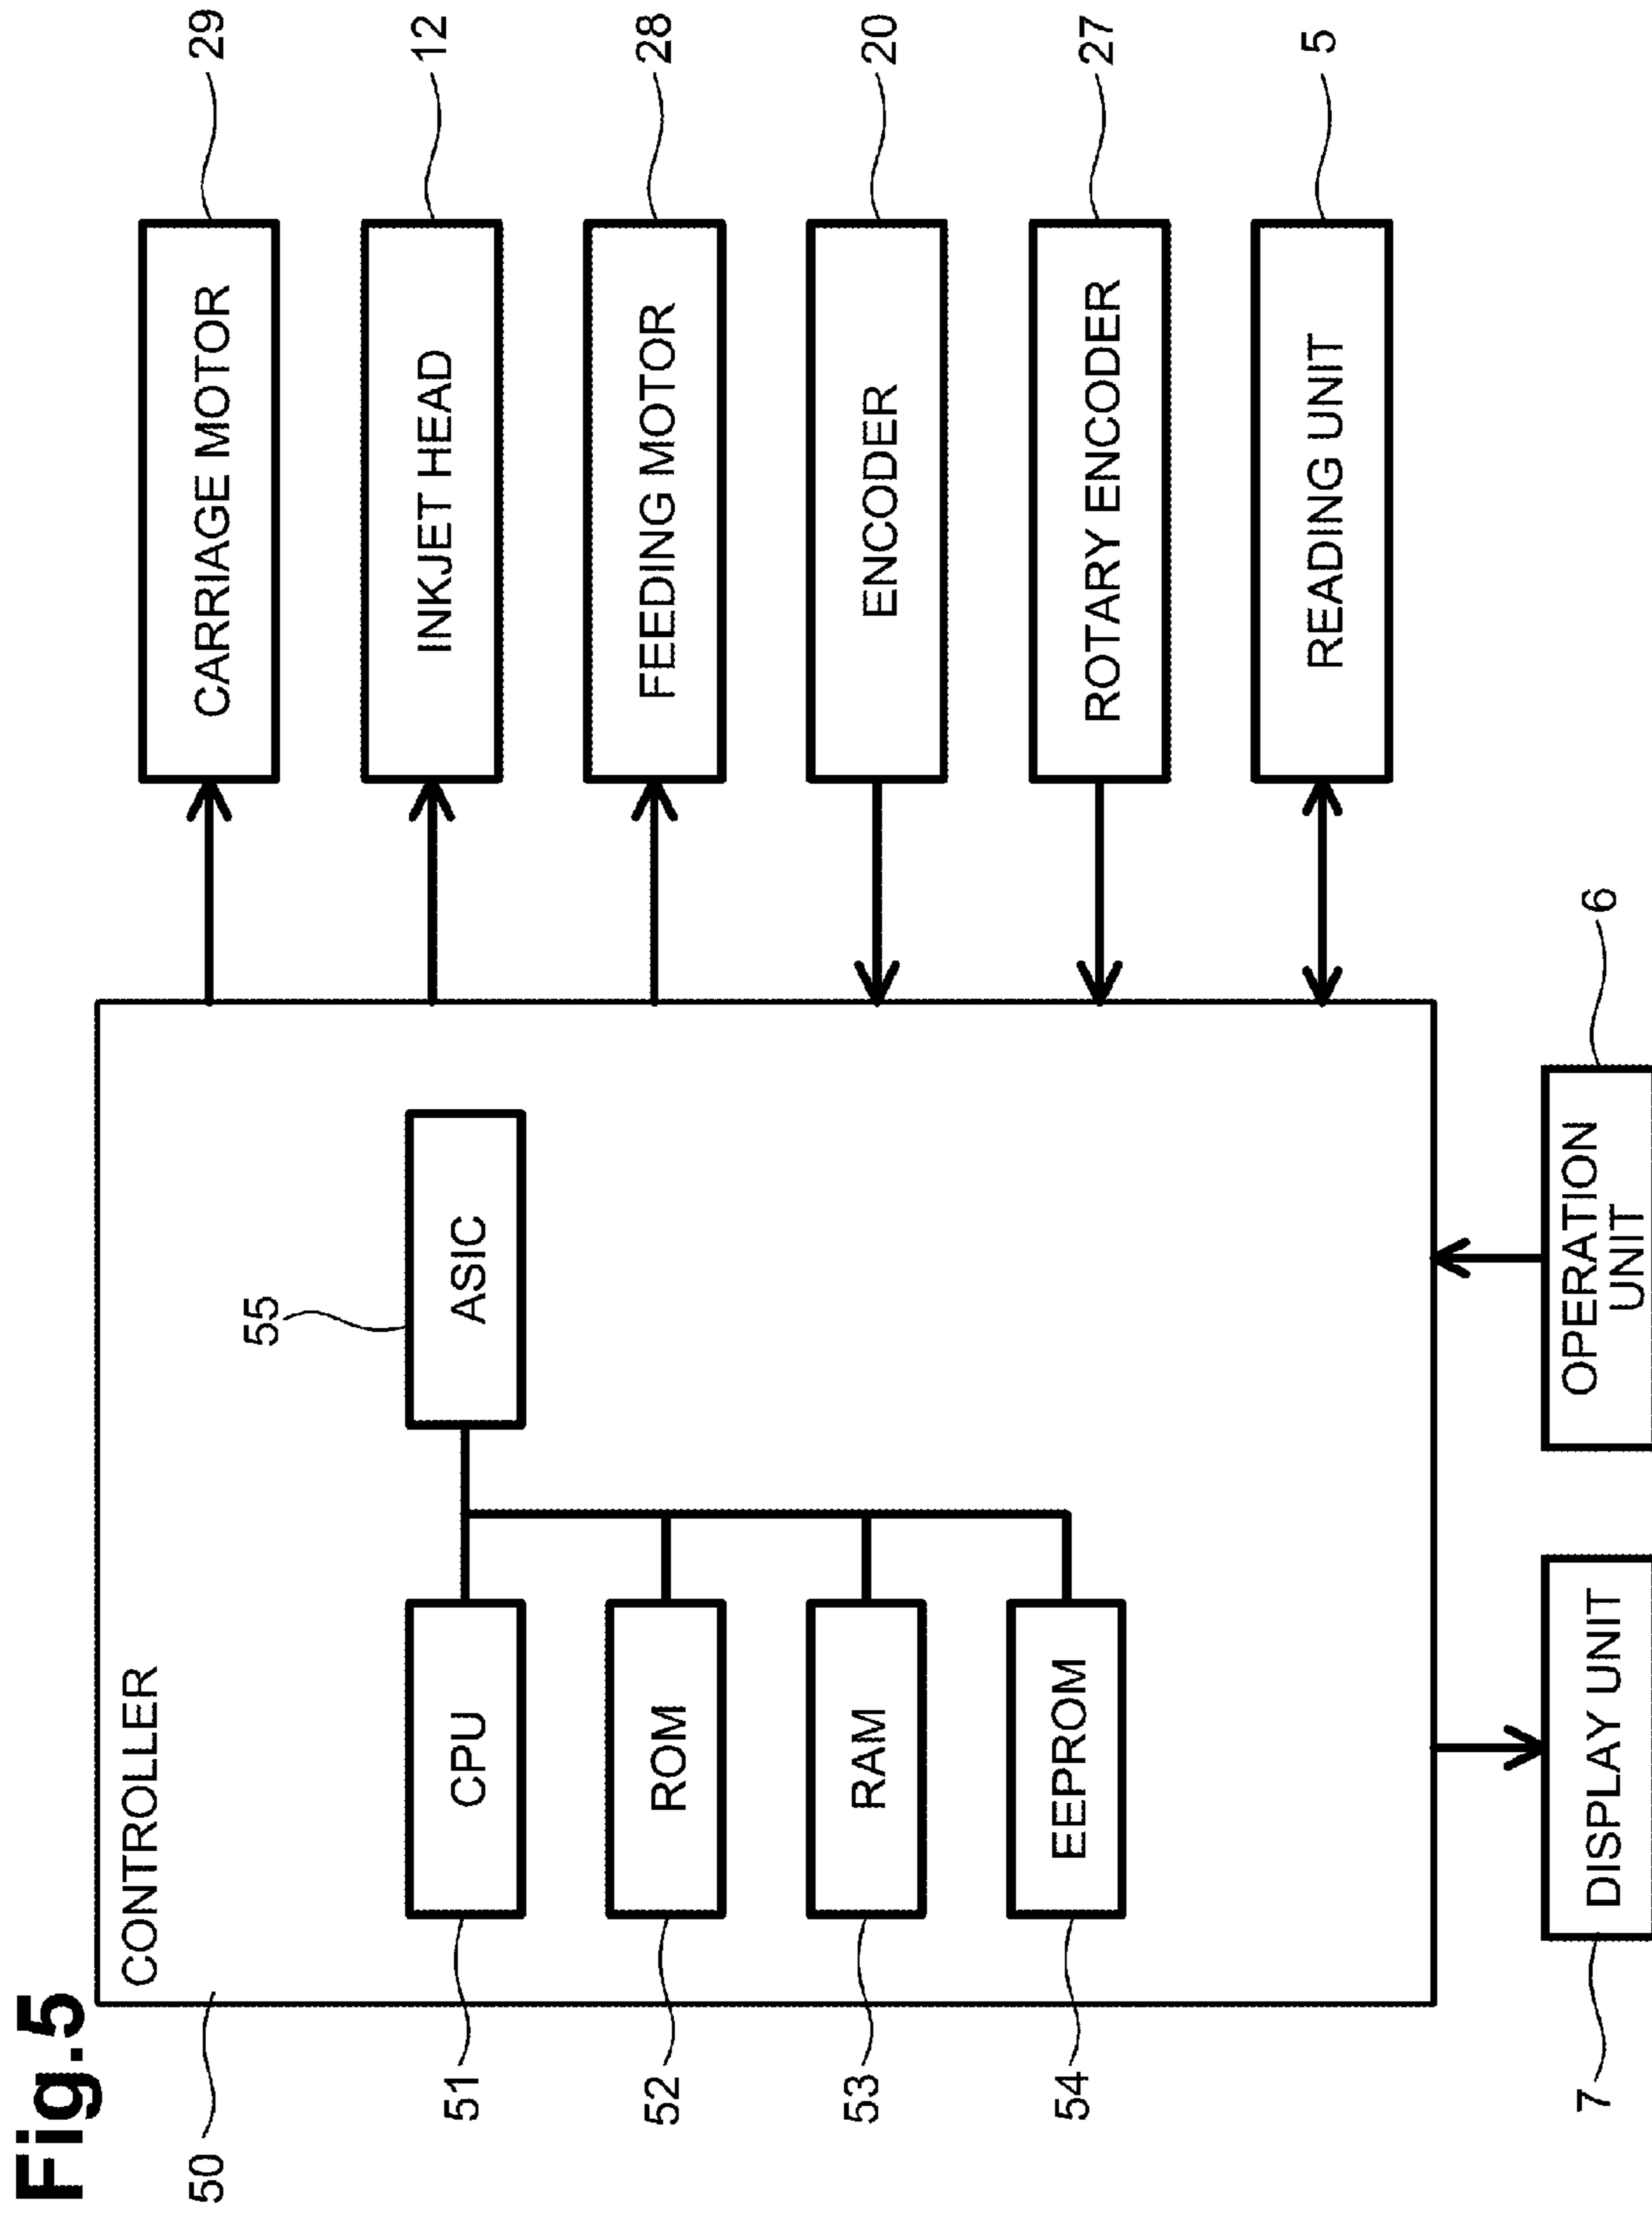 Fig.5
50
CONTROLLER
51
CPU
52
ROM
53
RAM
54
EEPROM
55
ASIC
CARRIAGE MOTOR
29
INKJET HEAD
12
FEEDING MOTOR
28
ENCODER
20
ROTARY ENCODER
27
READING UNIT
5
7
DISPLAY UNIT
OPERATION
UNIT
6